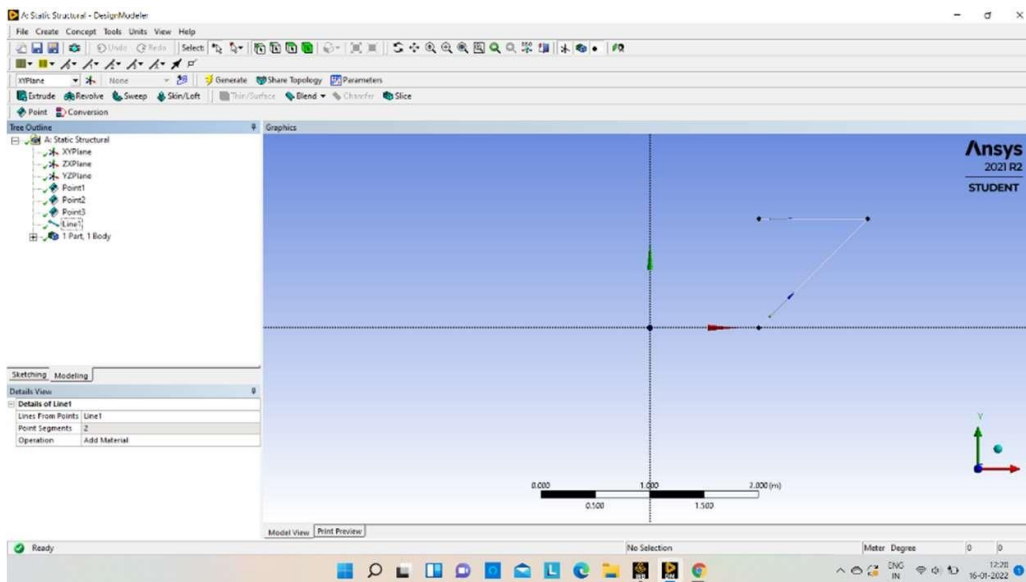 A: Static Structural - DesignModeler
File Create Concept Tools Units View Help
Undo Redo Select:
XYPlane None Generate Share Topology Parameters
Extrude Revolve Sweep Skin/Loft Thin/Surface Blend Chamfer Slice
Point Conversion
Tree Outline
A: Static Structural
XYPlane
ZXPlane
YZPlane
Point1
Point2
Point3
Line1
1 Part, 1 Body
Sketching Modeling
Details View
Details of Line1
Lines From Points Line1
Point Segments 2
Operation Add Material
Graphics
Ansys
2021 R2
STUDENT
Y
0.000 1.000 2.000 (m)
0.500 1.500
Model View Print Preview
Ready No Selection Meter Degree 0 0
ENG 12:20
IN 16-01-2022